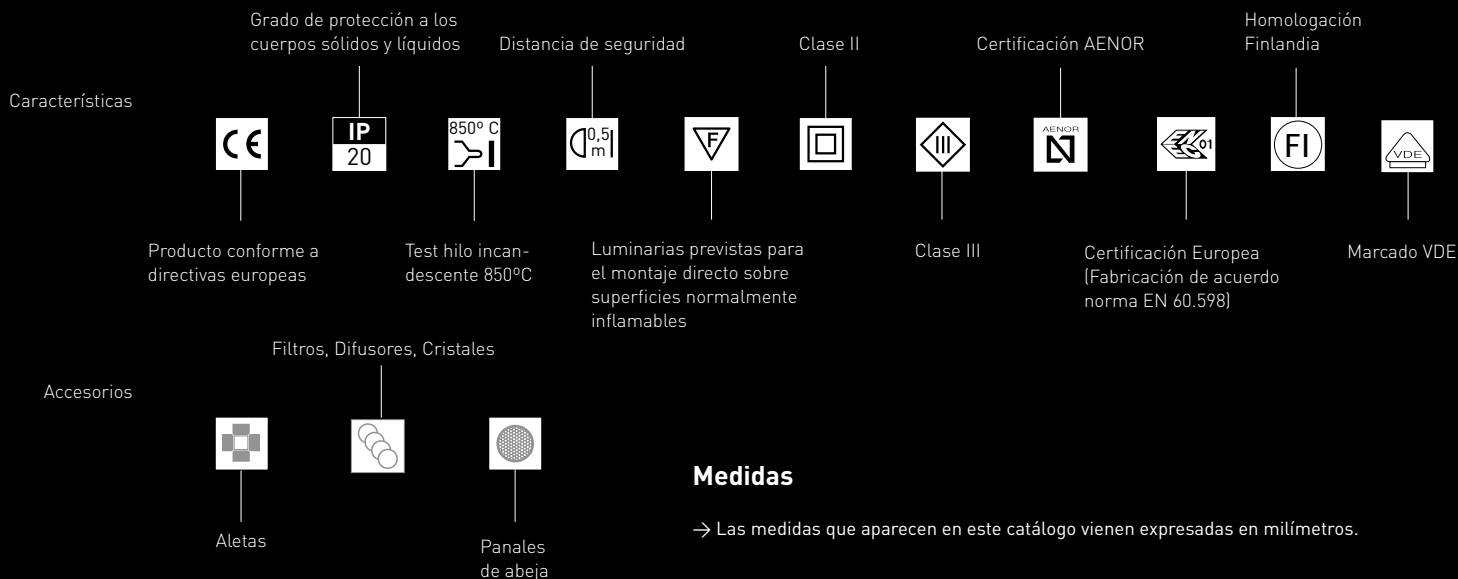 Grado de protección a los
cuerpos sólidos y líquidos
Distancia de seguridad
Clase II
Certificación AENOR
Homologación
Finlandia
Características
CE
IP
20
850º C
0,5
m
F
III
AENOR
N
01
FI
VDE
Producto conforme a
directivas europeas
Test hilo incan-
descente 850ºC
Luminarias previstas para
el montaje directo sobre
superficies normalmente
inflamables
Clase III
Certificación Europea
(Fabricación de acuerdo
norma EN 60.598)
Marcado VDE
Filtros, Difusores, Cristales
Accesorios
Aletas
Panales
de abeja
Medidas
→ Las medidas que aparecen en este catálogo vienen expresadas en milímetros.